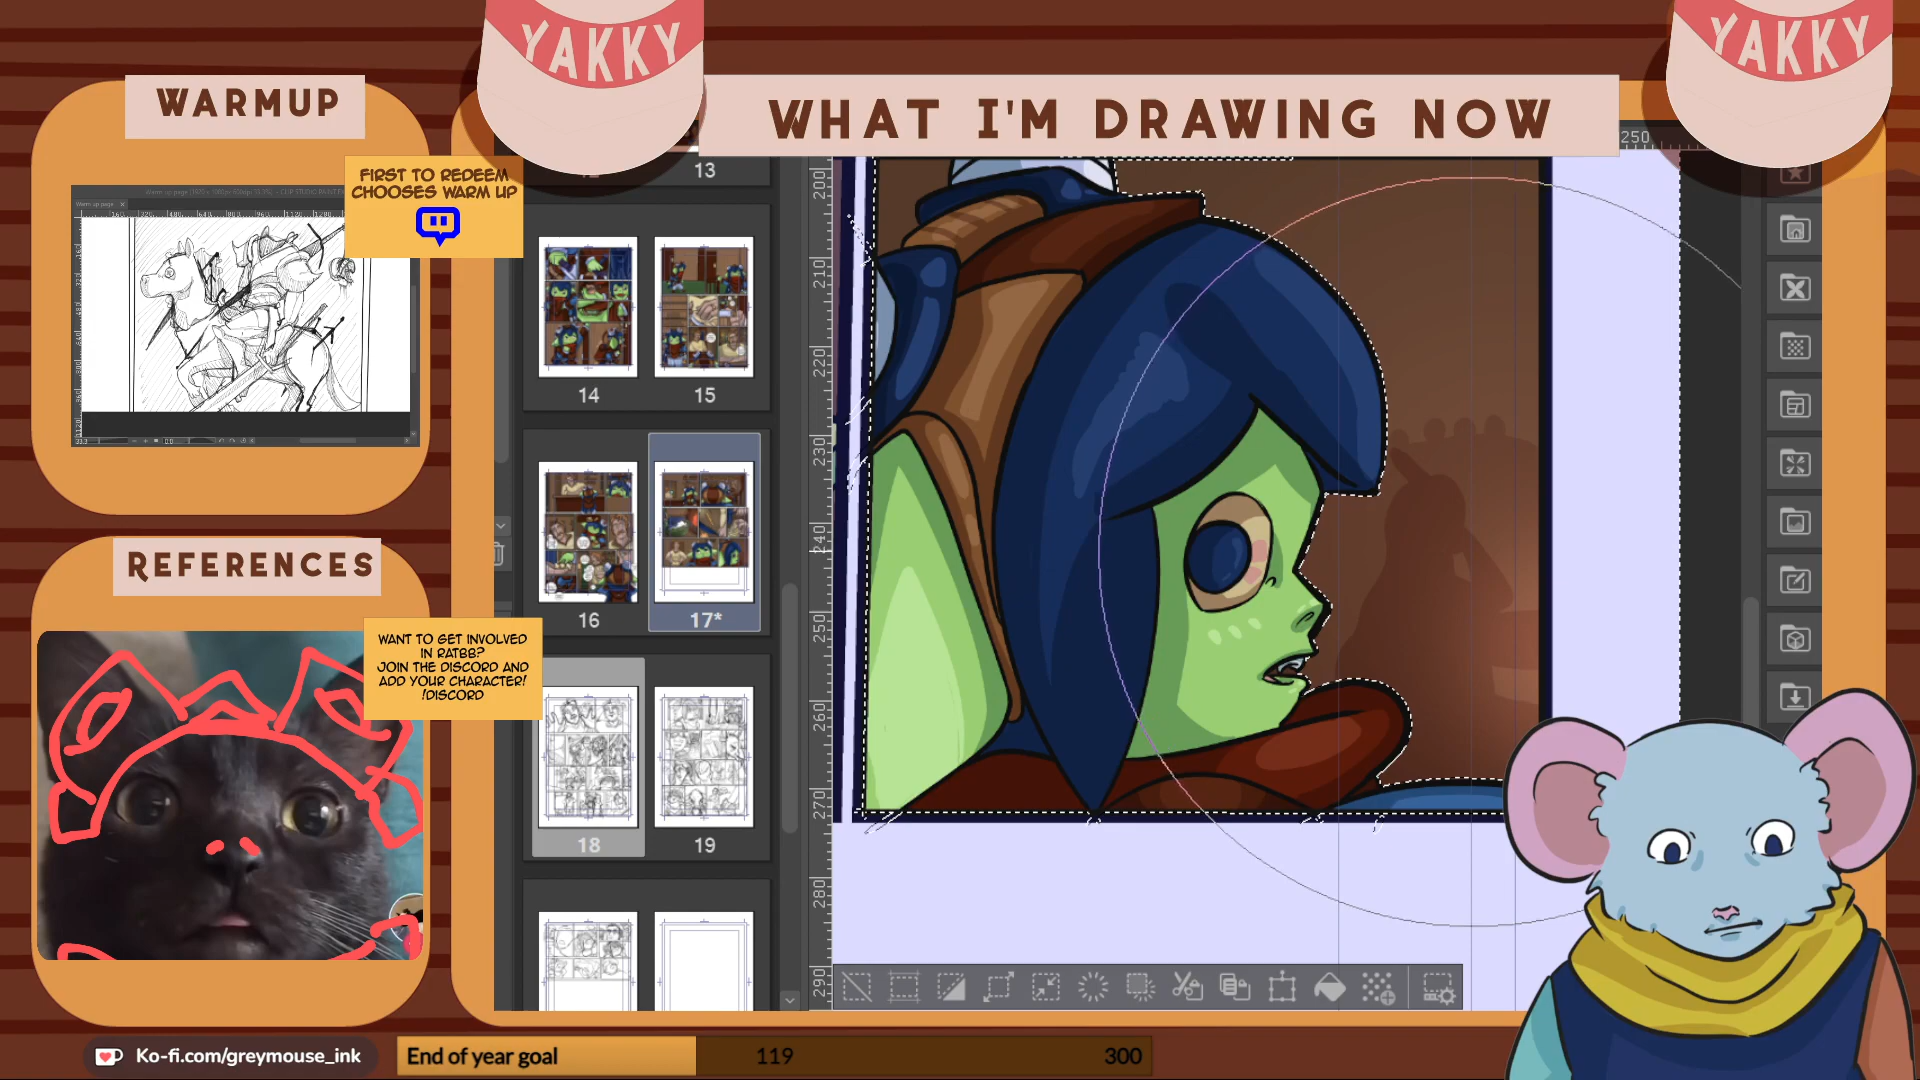 YAKKY
YAKKY
WARMUP
WHAT I'M DRAWING NOW
FIRST TO REDEEM
CHOOSES WARM UP
13
14
15
16
17*
18
19
250
200
210
220
230
240
250
260
270
280
290
REFERENCES
WANT TO GET INVOLVED
IN RAT88?
JOIN THE DISCORD AND
ADD YOUR CHARACTER!
!DISCORD
Ko-fi.com/greymouse_ink
End of year goal
119
300